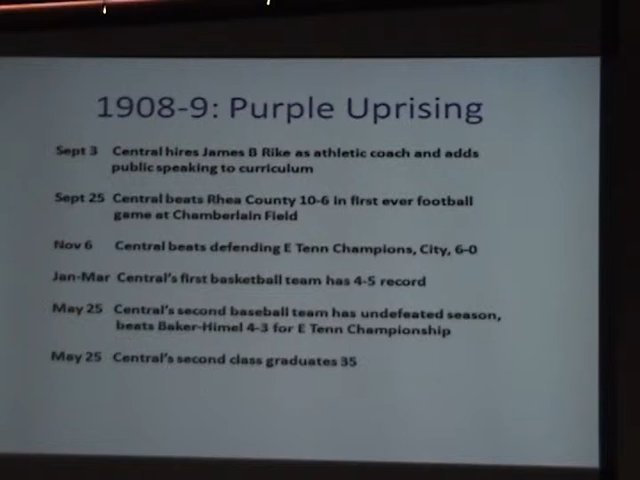 1908-9: Purple Uprising
Sept 3 Central hires James B Rike as athletic coach and adds
public speaking to curriculum
Sept 25 Central beats Rhea County 10-6 in first ever football
game at Chamberlain Field
Nov 6 Central beats defending E Tenn Champions, City, 6-0
Jan-Mar Central's first basketball team has 4-5 record
May 25 Central's second baseball team has undefeated season,
beats Baker-Himel 4-3 for E Tenn Championship
May 25 Central's second class graduates 35